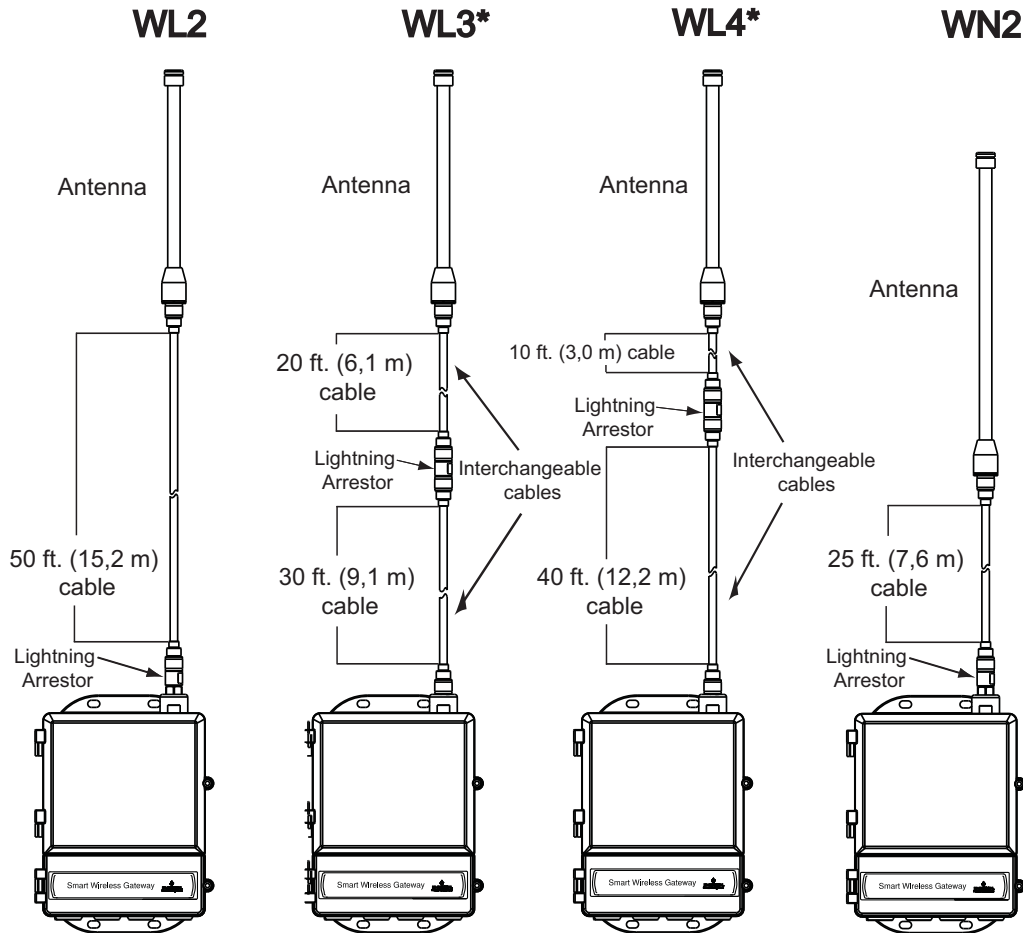 WL2
WL3*
WL4*
WN2
Antenna
Antenna
Antenna
Antenna
50 ft. (15,2 m)
cable
Lightning
Arrestor
20 ft. (6,1 m)
cable
Lightning
Arrestor
Interchangeable
cables
30 ft. (9,1 m)
cable
10 ft. (3,0 m) cable
Lightning
Arrestor
Interchangeable
cables
40 ft. (12,2 m)
cable
25 ft. (7,6 m)
cable
Lightning
Arrestor
Smart Wireless Gateway
Smart Wireless Gateway
Smart Wireless Gateway
Smart Wireless Gateway